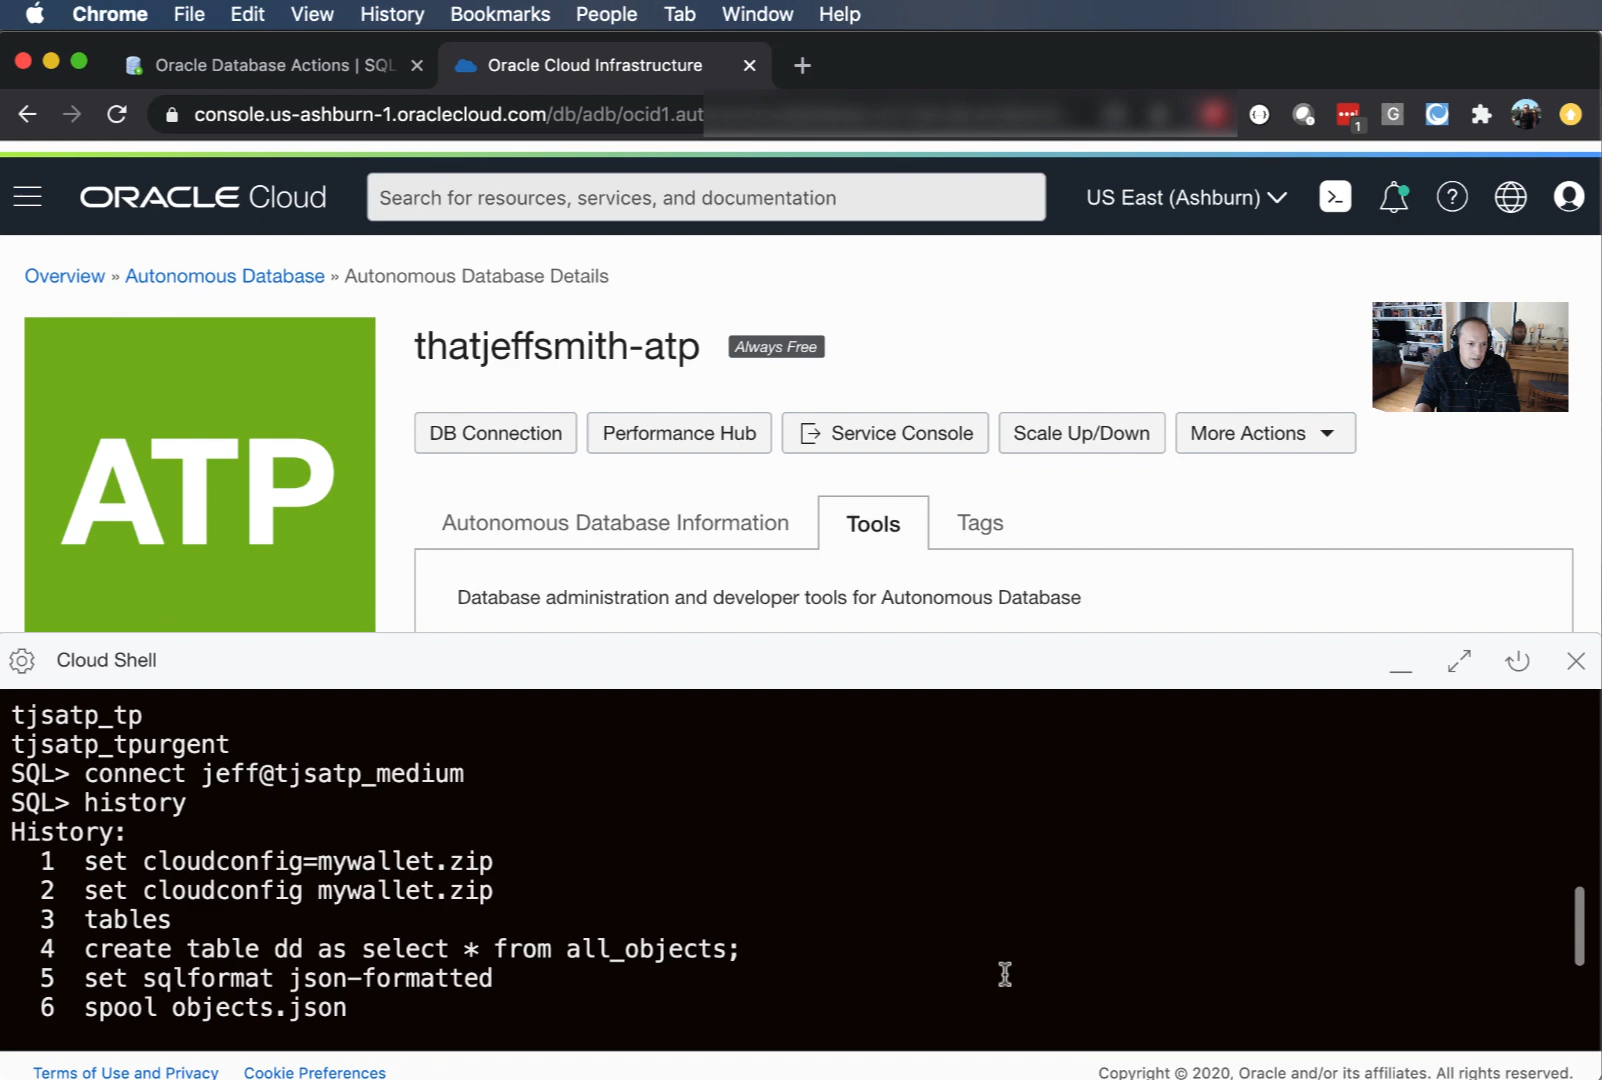 Chrome File Edit View History Bookmarks People Tab Window Help
Oracle Database Actions | SQL
Oracle Cloud Infrastructure
console.us-ashburn-1.oraclecloud.com/db/adb/ocid1.aut
1
G
ORACLE Cloud
Search for resources, services, and documentation
US East (Ashburn)
Overview » Autonomous Database » Autonomous Database Details
ATP
thatjeffsmith-atp
Always Free
DB Connection
Performance Hub
Service Console
Scale Up/Down
More Actions
Autonomous Database Information
Tools
Tags
Database administration and developer tools for Autonomous Database
Cloud Shell
tjsatp_tp
tjsatp_tpurgent
SQL> connect jeff@tjsatp_medium
SQL> history
History:
1 set cloudconfig=mywallet.zip
2 set cloudconfig mywallet.zip
3 tables
4 create table dd as select * from all_objects;
5 set sqlformat json-formatted
6 spool objects.json
Terms of Use and Privacy
Cookie Preferences
Copyright © 2020, Oracle and/or its affiliates. All rights reserved.